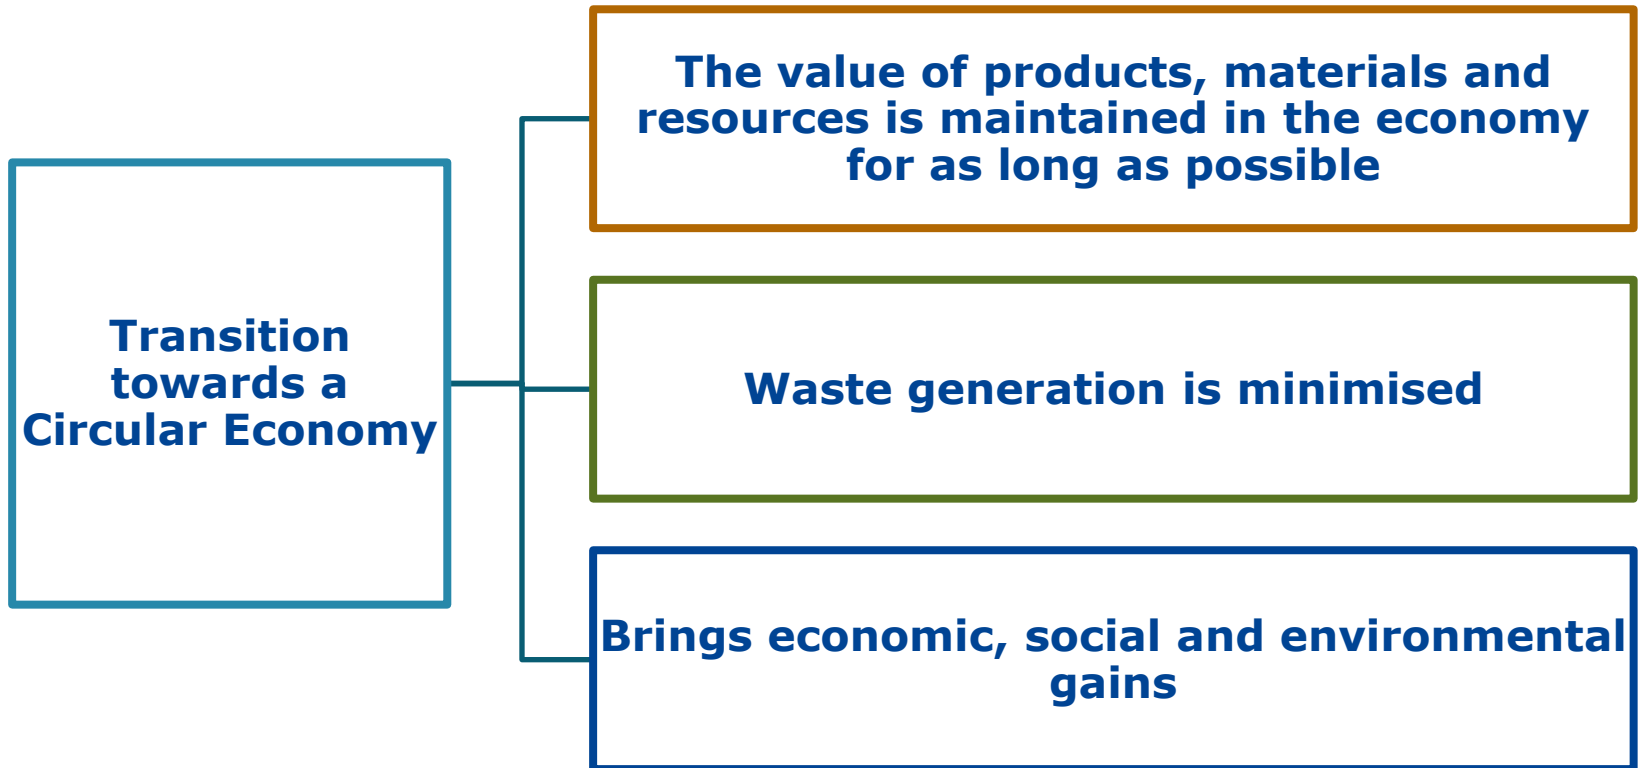 Transition
towards a
Circular Economy
The value of products, materials and
resources is maintained in the economy
for as long as possible
Waste generation is minimised
Brings economic, social and environmental
gains